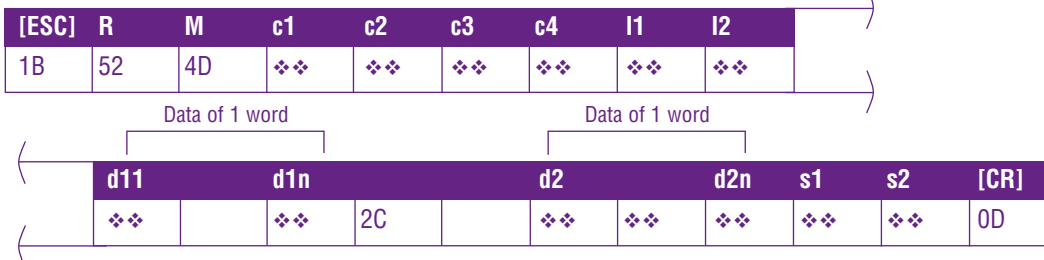 [ESC] R M c1 c2 c3 c4 l1 l2
1B 52 4D ❖❖ ❖❖ ❖❖ ❖❖ ❖❖ ❖❖
Data of 1 word Data of 1 word
d11 d1n d2 d2n s1 s2 [CR]
❖❖ ❖❖ 2C ❖❖ ❖❖ ❖❖ ❖❖ ❖❖ 0D